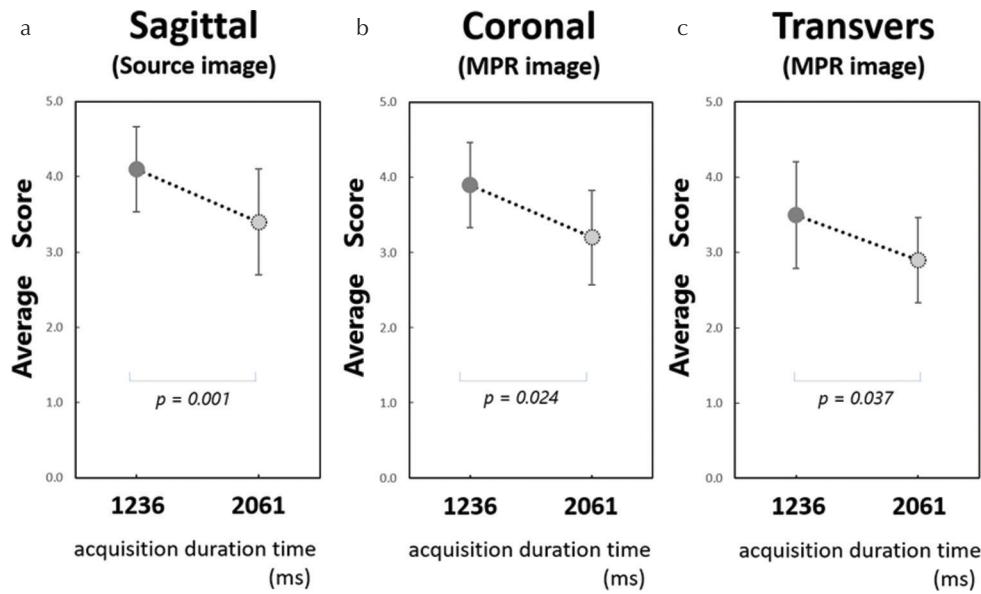 a
Sagittal
(Source image)
5.0
4.0
3.0
2.0
1.0
0.0
Average Score
p = 0.001
1236 2061
acquisition duration time
(ms)
b
Coronal
(MPR image)
5.0
4.0
3.0
2.0
1.0
0.0
Average Score
p = 0.024
1236 2061
acquisition duration time
(ms)
c
Transvers
(MPR image)
5.0
4.0
3.0
2.0
1.0
0.0
Average Score
p = 0.037
1236 2061
acquisition duration time
(ms)